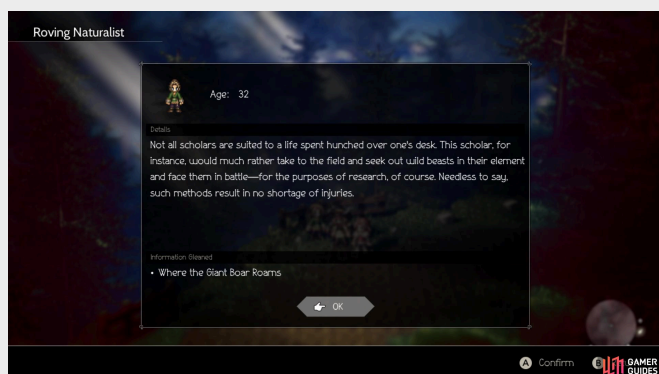 Roving Naturalist
Age: 32
Details
Not all scholars are suited to a life spent hunched over one's desk. This scholar, for
instance, would much rather take to the field and seek out wild beasts in their element
and face them in battle—for the purposes of research, of course. Needless to say,
such methods result in no shortage of injuries.
Information Gleaned
• Where the Giant Boar Roams
OK
A Confirm B
GAMER
GUIDES